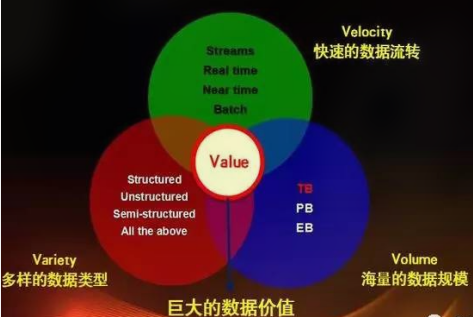 Velocity
快速的数据流转
Streams
Real time
Near time
Batch
Value
Structured
Unstructured
Semi-structured
All the above
TB
PB
EB
Variety
多样的数据类型
Volume
海量的数据规模
巨大的数据价值